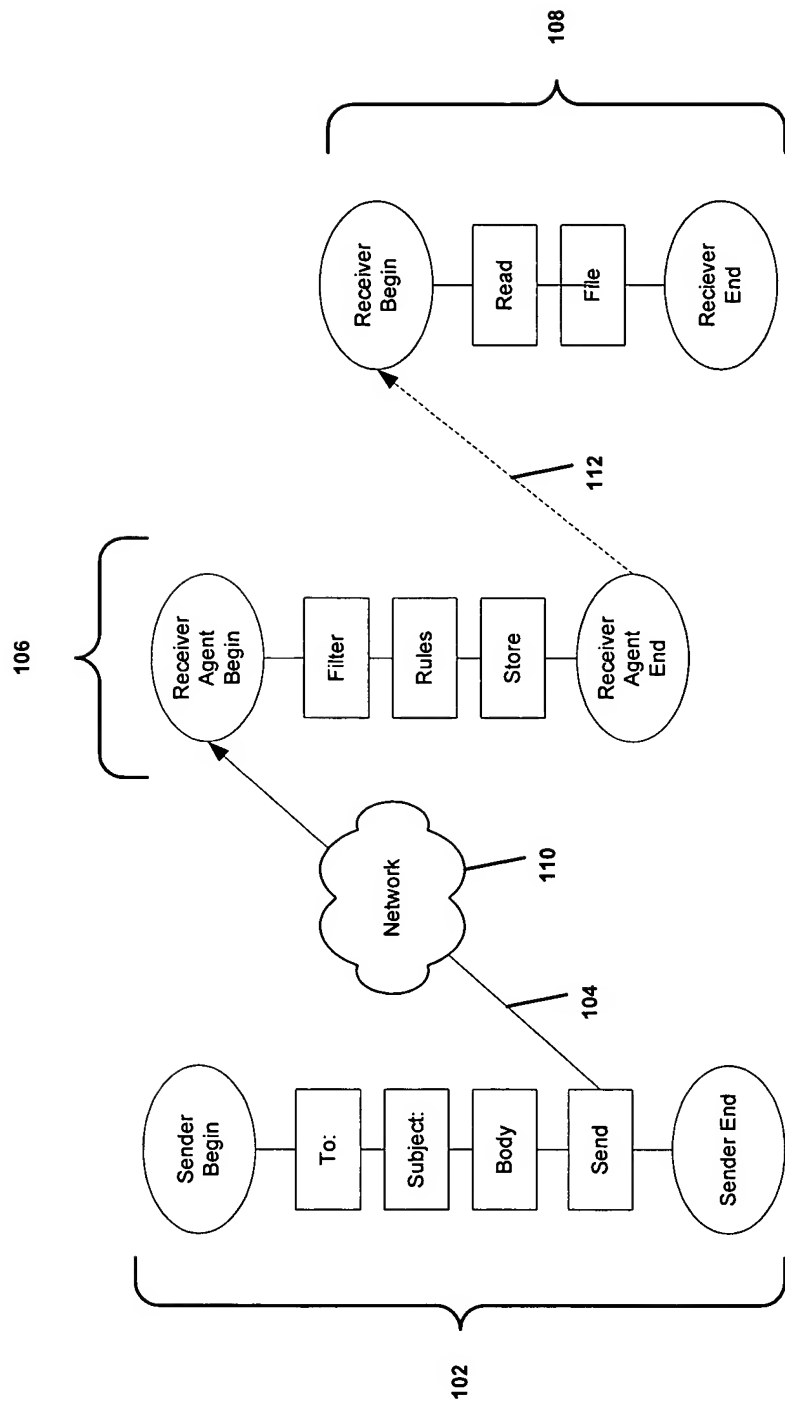 102
Sender
Begin
To:
Subject:
Body
Send
Sender End
104
Network
110
106
Receiver
Agent
Begin
Filter
Rules
Store
Receiver
Agent
End
112
108
Receiver
Begin
Read
File
Reciever
End